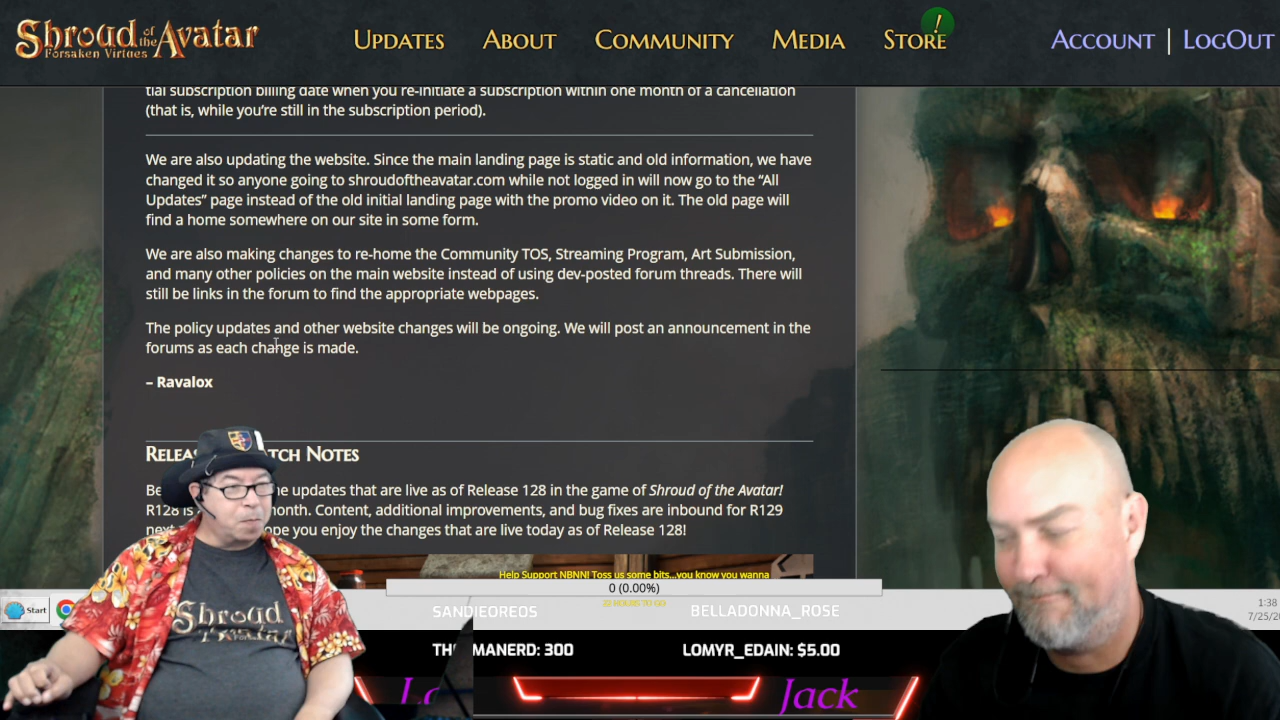 Shroud of the Avatar
Forsaken Virtues
Updates
About
Community
Media
Store
!
Account | LogOut
tial subscription billing date when you re-initiate a subscription within one month of a cancellation
(that is, while you're still in the subscription period).
We are also updating the website. Since the main landing page is static and old information, we have
changed it so anyone going to shroudoftheavatar.com while not logged in will now go to the “All
Updates” page instead of the old initial landing page with the promo video on it. The old page will
find a home somewhere on our site in some form.
We are also making changes to re-home the Community TOS, Streaming Program, Art Submission,
and many other policies on the main website instead of using dev-posted forum threads. There will
still be links in the forum to find the appropriate webpages.
The policy updates and other website changes will be ongoing. We will post an announcement in the
forums as each change is made.
– Ravalox
Notes
updates that are live as of Release 128 in the game of Shroud of the Avatar!
R128 is month. Content, additional improvements, and bug fixes are inbound for R129
you enjoy the changes that are live today as of Release 128!
Help Support NBNN! Toss us some bits...you know you wanna
0 (0.00%)
Start
SANDIEOREOS
BELLADONNA_ROSE
1:38
7/25/20
MANERD: 300
LOMYR_EDAIN: $5.00
Shroud
Avatar
Jack